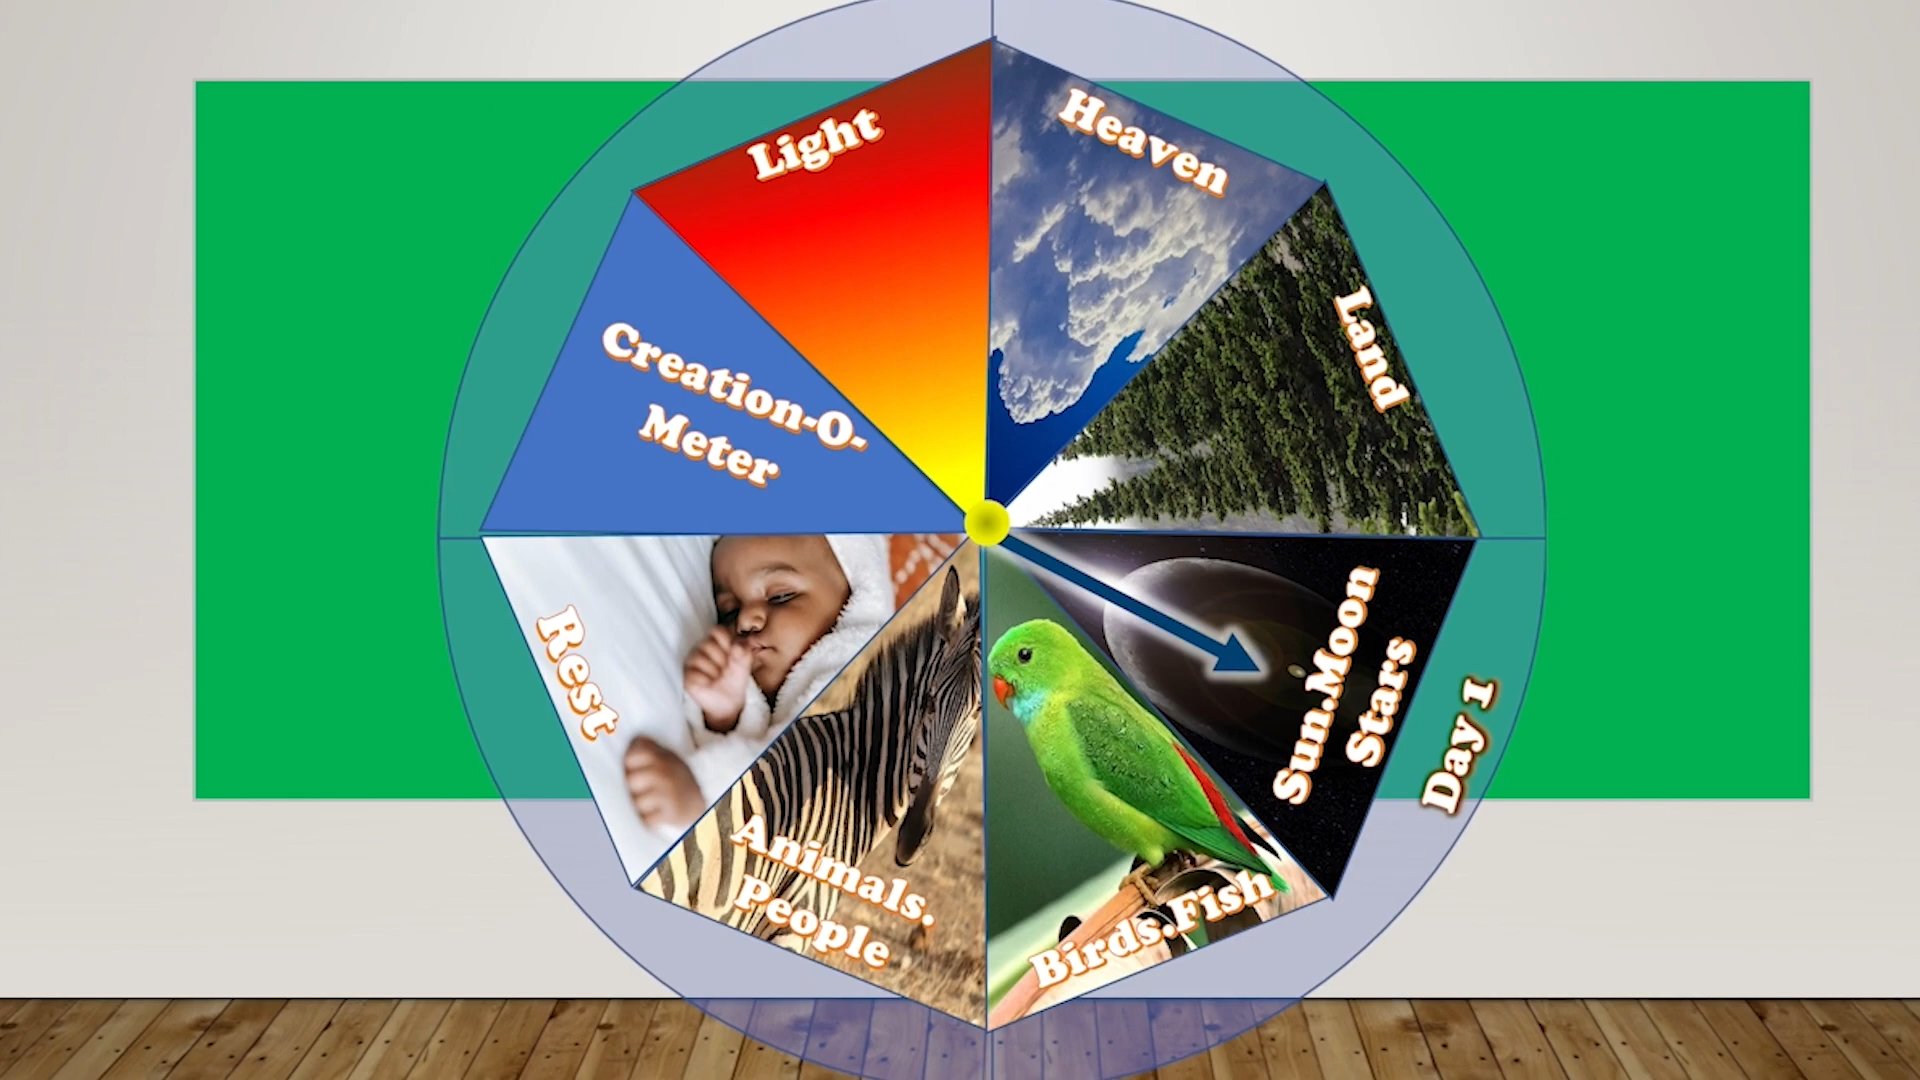 Light
Heaven
Land
Creation-O-
Meter
Sun.Moon
Stars
Day 1
Rest
Animals.
People
Birds.Fish